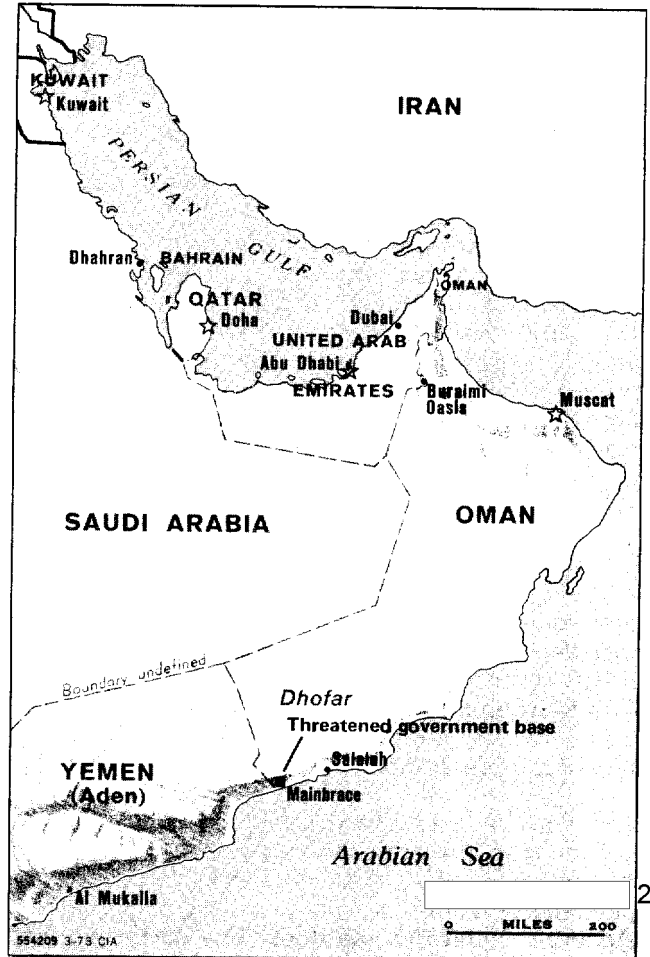 KUWAIT
Kuwait
IRAN
PERSIAN
GULF
Dhahran
BAHRAIN
QATAR
Doha
OMAN
Dubai
UNITED ARAB
Abu Dhabi
EMIRATES
Buraimi
Oasis
Muscat
SAUDI ARABIA
OMAN
Boundary undefined
Dhofar
Threatened government base
Salalah
YEMEN
(Aden)
Mainbrace
Arabian Sea
Al Mukalla
2
0 MILES 200
554209 3-73 CIA